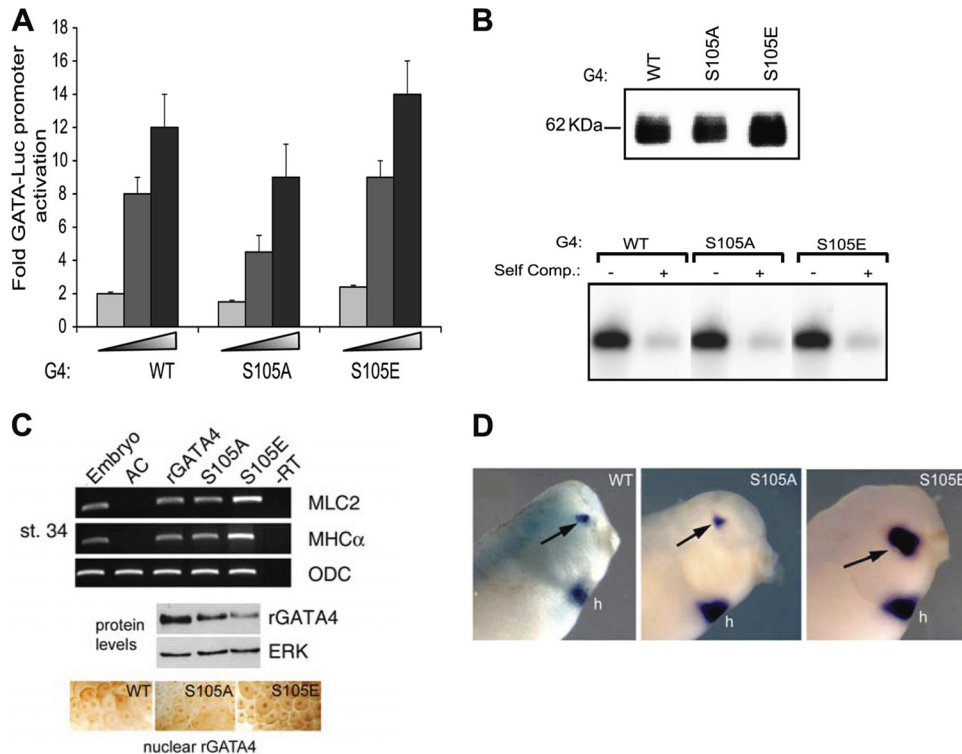 A
Fold GATA-Luc promoter
activation
18
16
14
12
10
8
6
4
2
0
G4: WT S105A S105E
B
G4: WT S105A S105E
62 KDa
G4: WT S105A S105E
Self Comp.: - + - + - +
C
Embryo AC rGATA4 S105A S105E -RT
st. 34
MLC2
MHCα
ODC
protein
levels
rGATA4
ERK
WT S105A S105E
nuclear rGATA4
D
WT S105A S105E
h h h